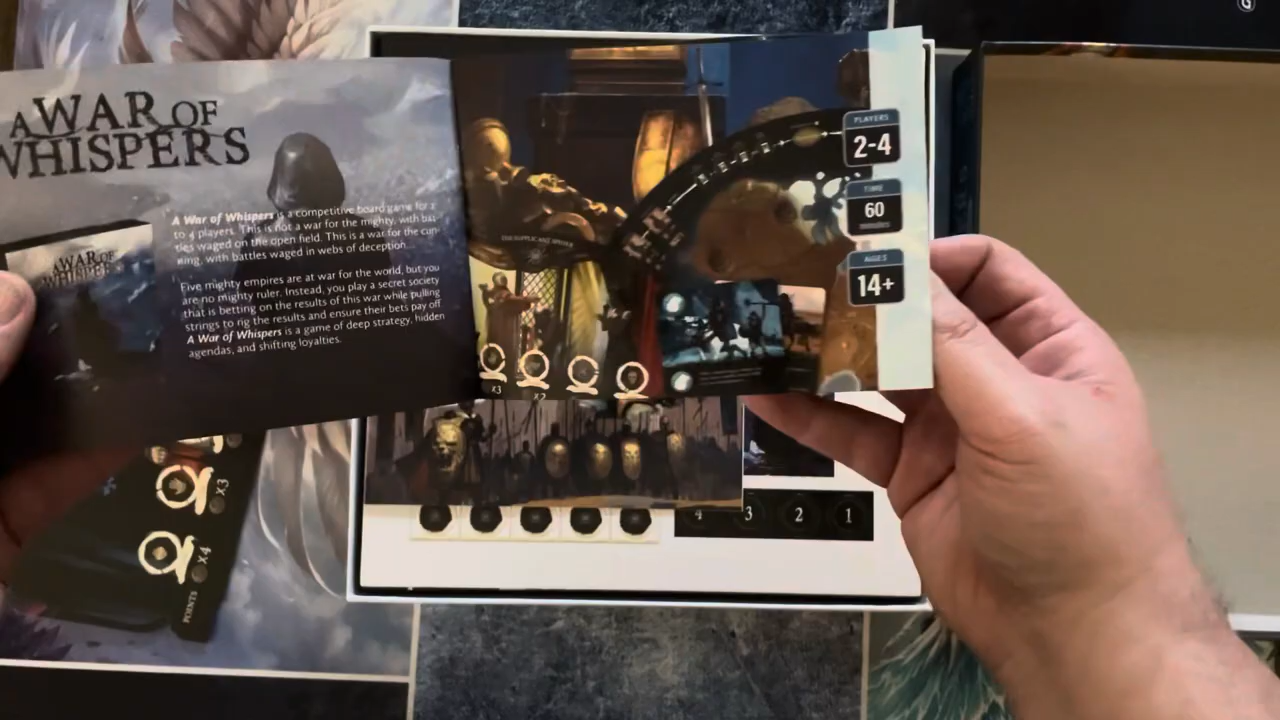 A WAR OF
WHISPERS
A War of Whispers is a competitive board game for 2
to 4 players. This is not a war for the mighty, with bat-
tles waged on the open field. This is a war for the cun-
ning, with battles waged in webs of deception...
Five mighty empires are at war for the world, but you
are no mighty ruler. Instead, you play a secret society
that is betting on the results of this war while pulling
strings to rig the results and ensure their bets pay off.
A War of Whispers is a game of deep strategy, hidden
agendas, and shifting loyalties.
A WAR OF
WHISPERS
PLAYERS
2-4
TIME
60
minutes
AGES
14+
x3
x2
4 3 2 1
x3
x4
POINTS